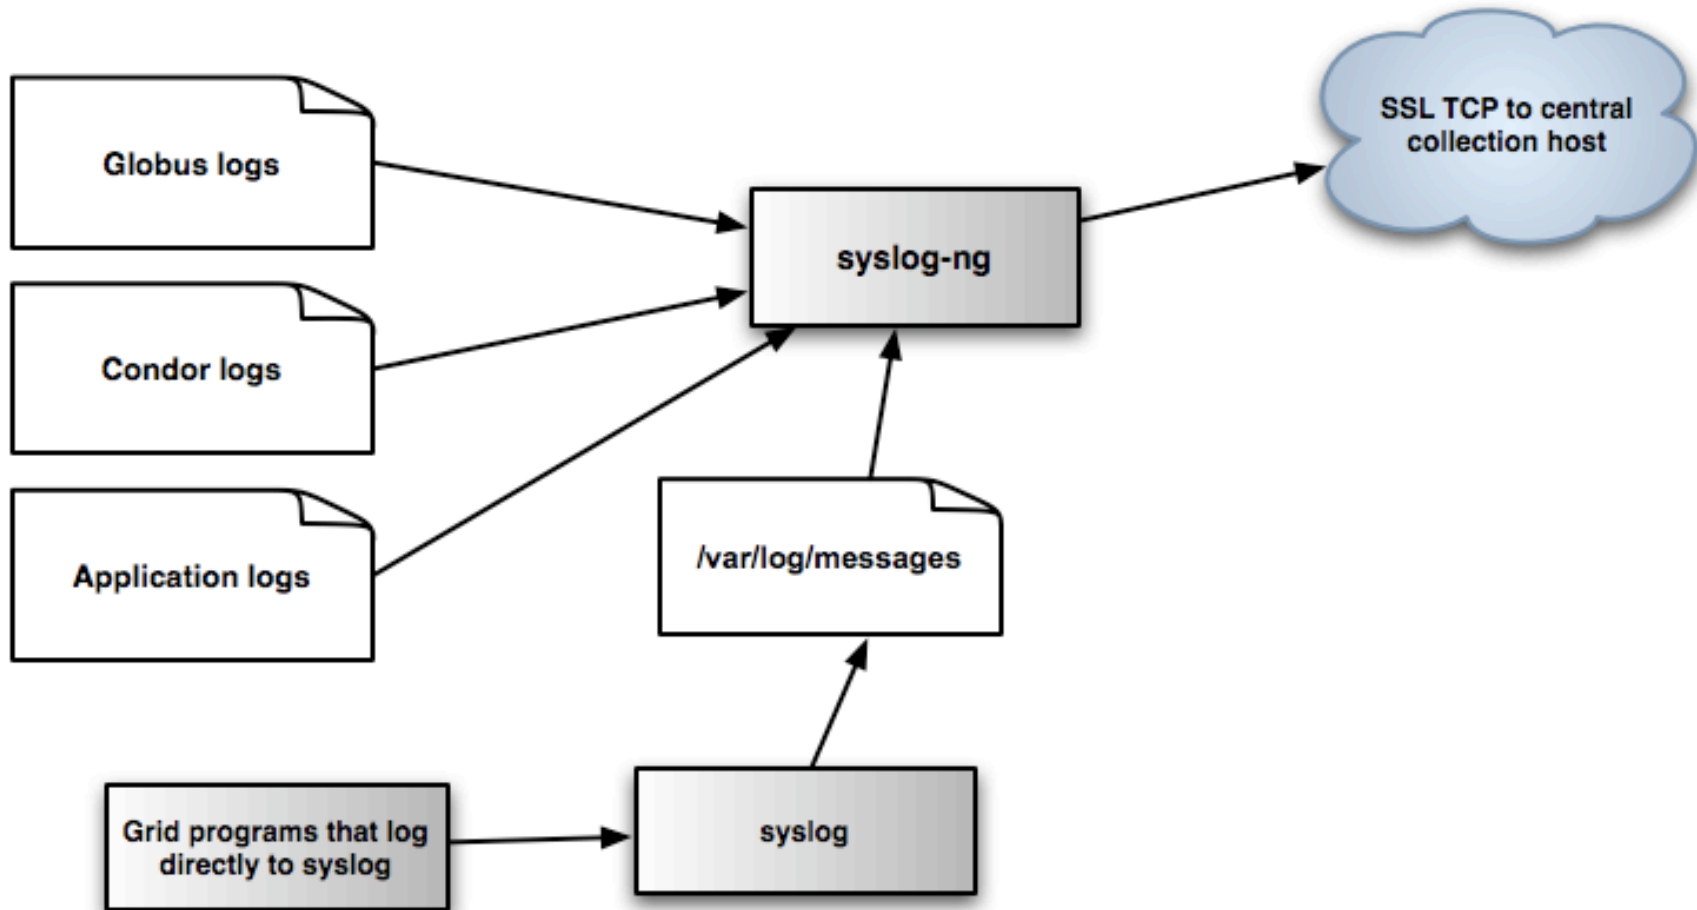 SSL TCP to central
collection host
Globus logs
syslog-ng
Condor logs
Application logs
/var/log/messages
Grid programs that log
directly to syslog
syslog